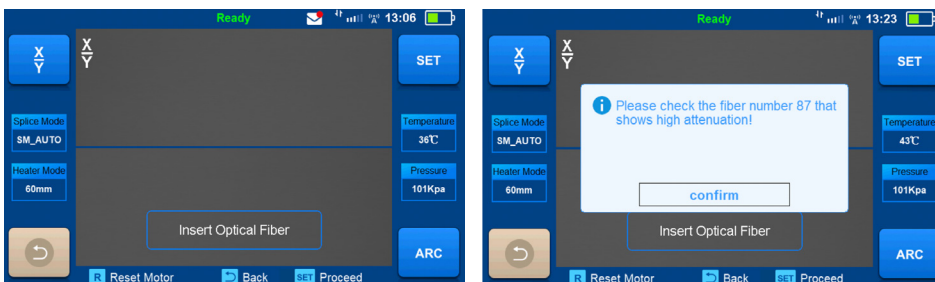 Ready
13:06
X
Y
X
Y
SET
Splice Mode
SM_AUTO
Temperature
36℃
Heater Mode
60mm
Pressure
101Kpa
Insert Optical Fiber
ARC
R Reset Motor
Back
SET Proceed
Ready
13:23
X
Y
X
Y
SET
Please check the fiber number 87 that
shows high attenuation!
Splice Mode
SM_AUTO
Temperature
43℃
Heater Mode
60mm
Pressure
101Kpa
confirm
Insert Optical Fiber
ARC
R Reset Motor
Back
SET Proceed